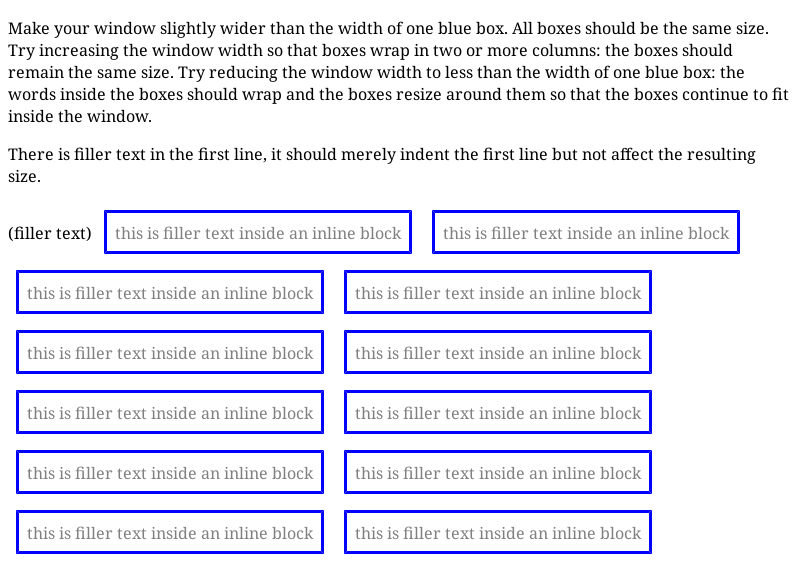 Make your window slightly wider than the width of one blue box. All boxes should be the same size.
Try increasing the window width so that boxes wrap in two or more columns: the boxes should
remain the same size. Try reducing the window width to less than the width of one blue box: the
words inside the boxes should wrap and the boxes resize around them so that the boxes continue to fit
inside the window.
There is filler text in the first line, it should merely indent the first line but not affect the resulting
size.
(filler text) this is filler text inside an inline block this is filler text inside an inline block
this is filler text inside an inline block this is filler text inside an inline block
this is filler text inside an inline block this is filler text inside an inline block
this is filler text inside an inline block this is filler text inside an inline block
this is filler text inside an inline block this is filler text inside an inline block
this is filler text inside an inline block this is filler text inside an inline block